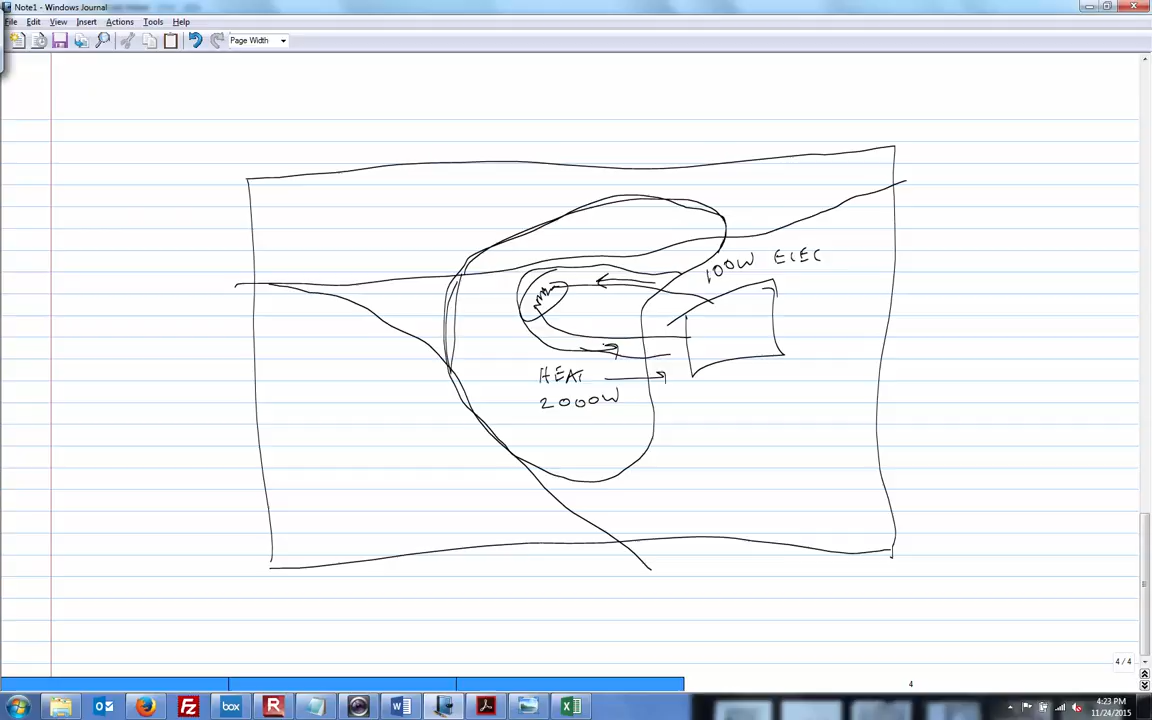 Note1 - Windows Journal
File Edit View Insert Actions Tools Help
Page Width
100W ELEC
HEAT
2000W
4/4
4
box
4:23 PM
11/24/2015